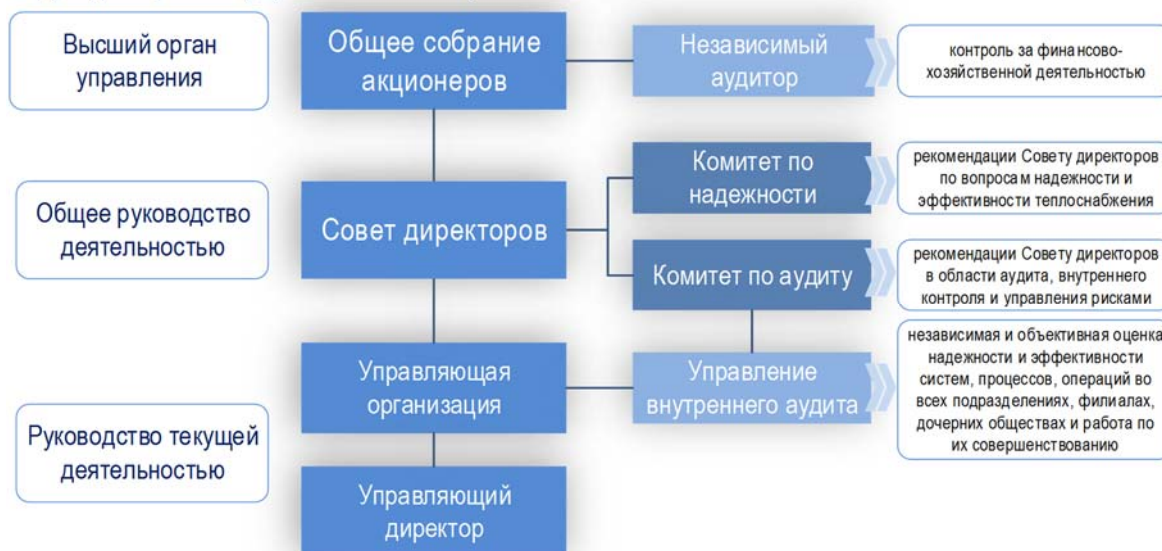 Высший орган
управления
Общее собрание
акционеров
Независимый
аудитор
контроль за финансово-
хозяйственной деятельностью
Общее руководство
деятельностью
Совет директоров
Комитет по
надежности
рекомендации Совету директоров
по вопросам надежности и
эффективности теплоснабжения
Комитет по аудиту
рекомендации Совету директоров
в области аудита, внутреннего
контроля и управления рисками
Руководство текущей
деятельностью
Управляющая
организация
Управление
внутреннего аудита
независимая и объективная оценка
надежности и эффективности
систем, процессов, операций во
всех подразделениях, филиалах,
дочерних обществах и работа по
их совершенствованию
Управляющий
директор